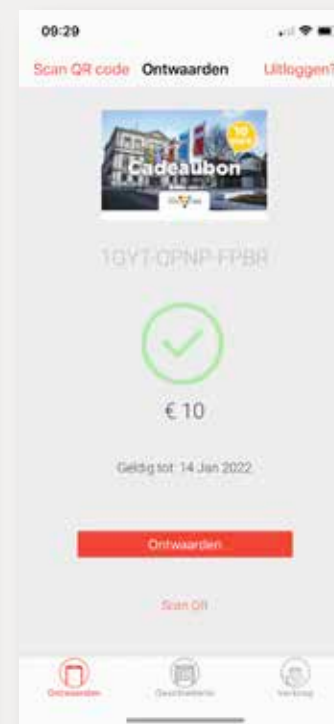 09:29
Scan QR code Ontwaarden Uitloggen?
10
Cadeaubon
1GYT-OPNP-FPBR
€ 10
Geldig tot: 14 Jan 2022
Ontwaarden
Scan QR
Ontwaarden Geschiedenis Verkoop